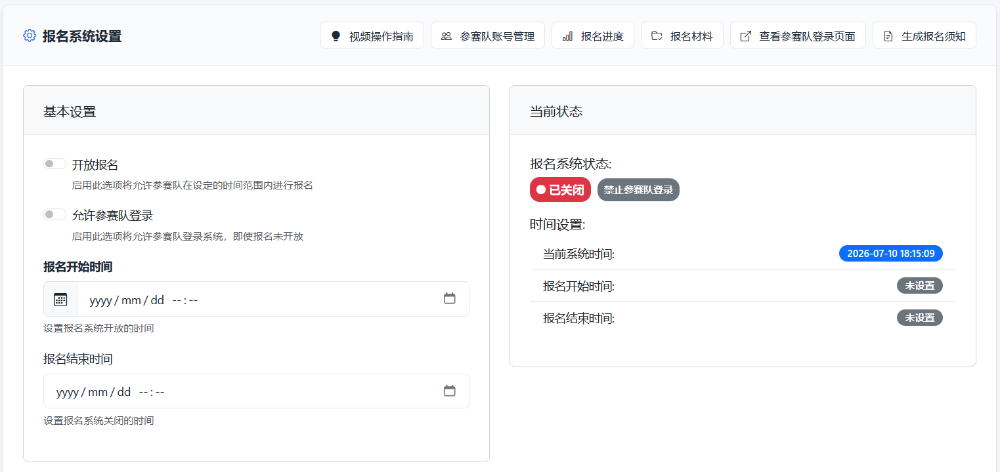 报名系统设置
视频操作指南
参赛队账号管理
报名进度
报名材料
查看参赛队登录页面
生成报名须知
基本设置
开放报名
启用此选项将允许参赛队在设定的时间范围内进行报名
允许参赛队登录
启用此选项将允许参赛队登录系统，即使报名未开放
报名开始时间
yyyy/mm/dd --:--
设置报名系统开放的时间
报名结束时间
yyyy/mm/dd --:--
设置报名系统关闭的时间
当前状态
报名系统状态:
已关闭 禁止参赛队登录
时间设置:
当前系统时间: 2026-07-10 18:15:09
报名开始时间: 未设置
报名结束时间: 未设置